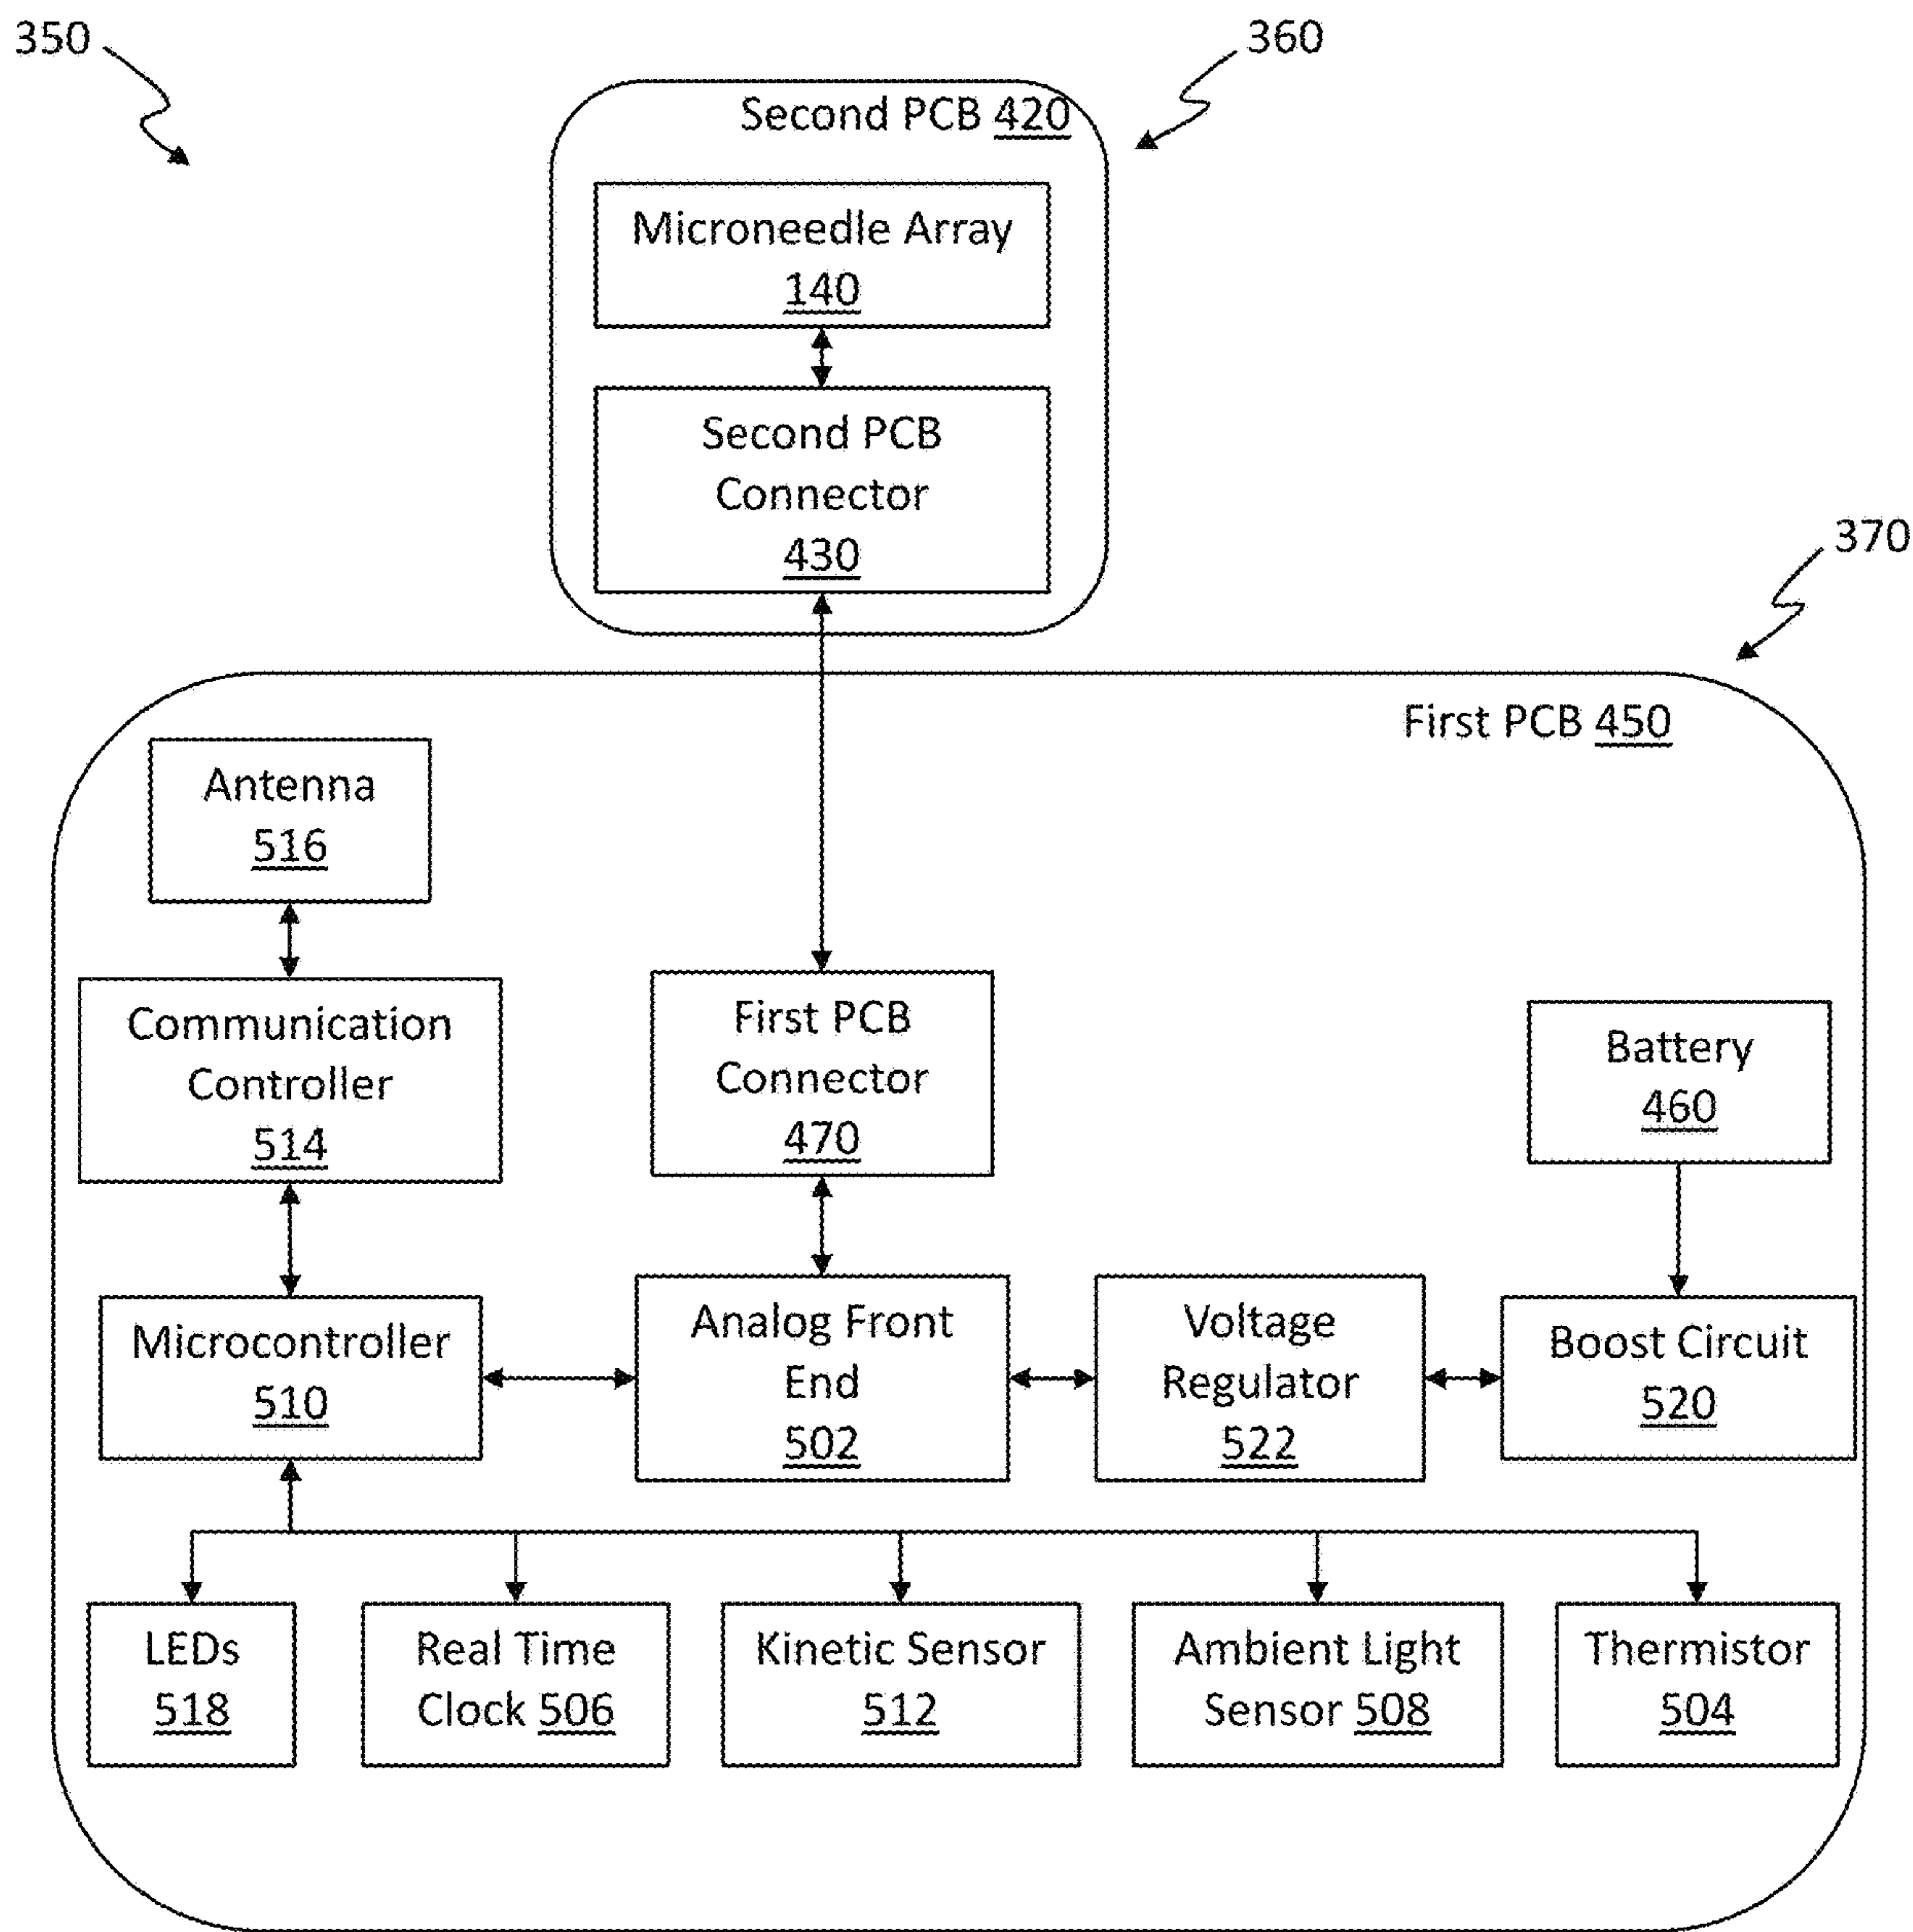 350
360
Second PCB 420
Microneedle Array
140
Second PCB
Connector
430
370
First PCB 450
Antenna
516
Communication
Controller
514
First PCB
Connector
470
Battery
460
Microcontroller
510
Analog Front
End
502
Voltage
Regulator
522
Boost Circuit
520
LEDs
518
Real Time
Clock 506
Kinetic Sensor
512
Ambient Light
Sensor 508
Thermistor
504